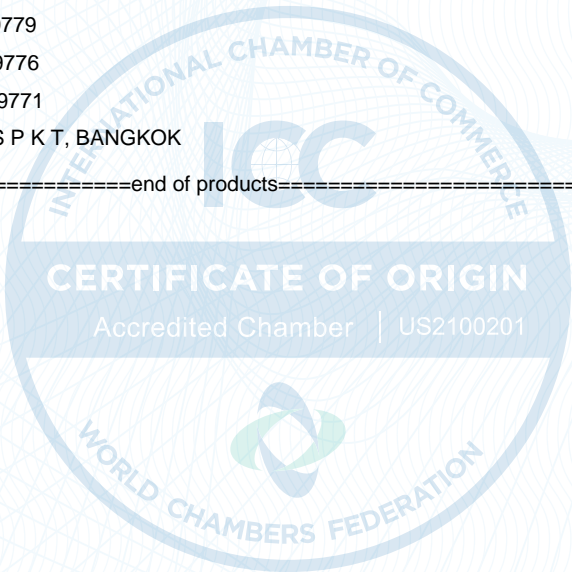 9779
9776
9771
S P K T, BANGKOK
===========end of products========================
INTERNATIONAL CHAMBER OF COMMERCE
ICC
CERTIFICATE OF ORIGIN
Accredited Chamber | US2100201
WORLD CHAMBERS FEDERATION